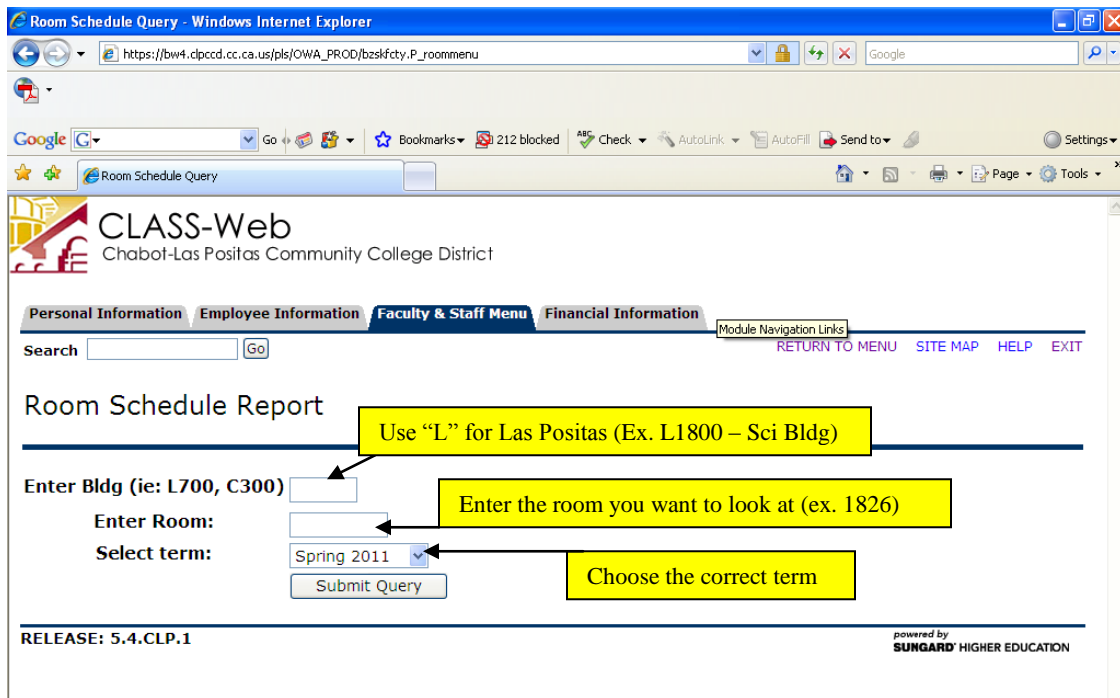 Room Schedule Query - Windows Internet Explorer
https://bw4.clpccd.cc.ca.us/pls/OWA_PROD/bzskfcty.P_roommenu
Google
Google G Go Bookmarks 212 blocked ABC Check AutoLink AutoFill Send to Settings
Room Schedule Query Page Tools »
CLASS-Web
Chabot-Las Positas Community College District
Personal Information Employee Information Faculty & Staff Menu Financial Information
Module Navigation Links
Search Go RETURN TO MENU SITE MAP HELP EXIT
Room Schedule Report
Use “L” for Las Positas (Ex. L1800 – Sci Bldg)
Enter Bldg (ie: L700, C300)
Enter the room you want to look at (ex. 1826)
Enter Room:
Select term: Spring 2011
Choose the correct term
Submit Query
RELEASE: 5.4.CLP.1
powered by
SUNGARD® HIGHER EDUCATION